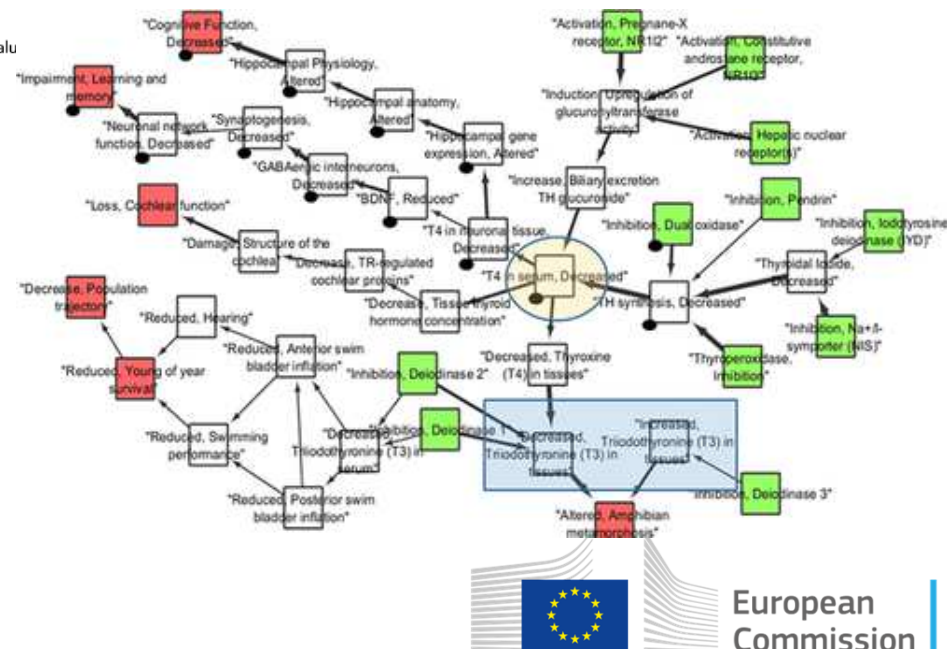 "Cognitive Function,
Decreased"
"Activation, Pregnane-X
receptor, NR1I2"
"Activation, Constitutive
androstane receptor,
"Hippocampal Physiology,
Altered"
"Impairment, Learning and
memory"
"Induction, Upregulation of
glucuronyltransferase
activity"
"Hippocampal anatomy,
Altered"
"Synaptogenesis,
Decreased"
"Neuronal network
function, Decreased"
"Hippocampal gene
expression, Altered"
"Activation, Hepatic nuclear
receptor(s)"
"GABAergic interneurons,
Decreased"
"Increase, Biliary excretion
TH glucuronide"
"BDNF, Reduced"
"Inhibition, Pendrin"
"Loss, Cochlear function"
"Inhibition, Dual oxidase"
"Inhibition, Iodotyrosine
deiodinase (IYD)"
"T4 in neuronal tissue,
Decreased"
"Damage, Structure of the
cochlea"
"Decrease, TR-regulated
cochlear proteins"
"Thyroidal Iodide,
Decreased"
"T4 in serum, Decreased"
"Decrease, Population
trajectory"
"Decrease, Tissue thyroid
hormone concentration"
"TH synthesis, Decreased"
"Reduced, Hearing"
"Inhibition,
symporter (NIS)"
"Reduced, Anterior swim
bladder inflation"
"Decreased, Thyroxine
(T4) in tissues"
"Thyroperoxidase,
Inhibition"
"Reduced, Young of year
survival"
"Inhibition, Deiodinase 2"
"Inhibition, Deiodinase 1"
"Reduced, Swimming
performance"
"Decreased,
Triiodothyronine (T3) in
serum"
"Decreased,
Triiodothyronine (T3) in
tissues"
"Increased,
Triiodothyronine (T3) in
tissues"
"Reduced, Posterior swim
bladder inflation"
"Inhibition, Deiodinase 3"
"Altered, Amphibian
metamorphosis"
European
Commission